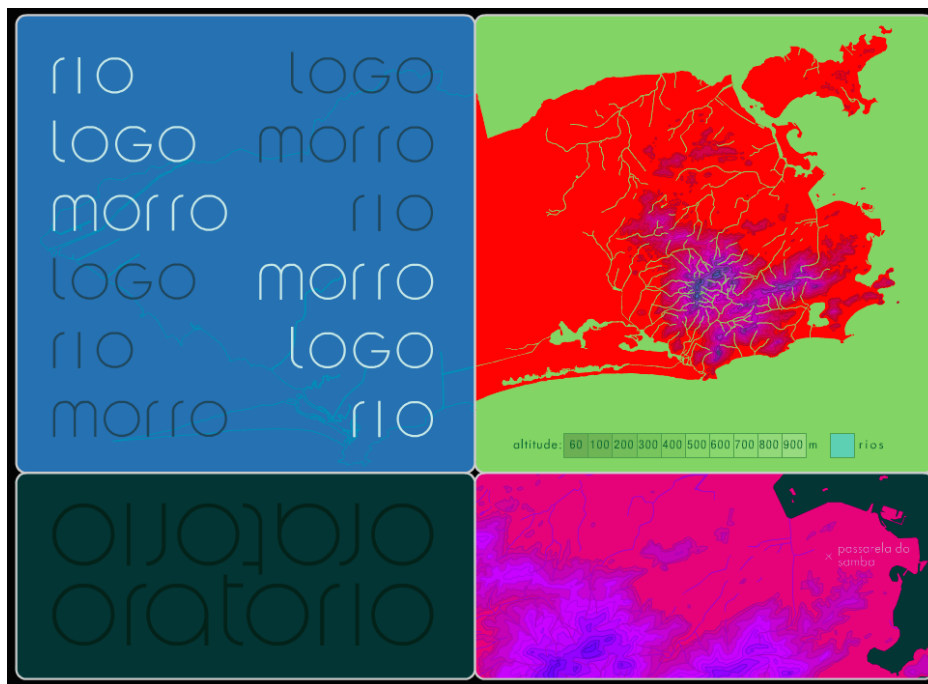 rio logo
logo morro
morro rio
logo morro
rio logo
morro rio
altitude: 60 100 200 300 400 500 600 700 800 900 m rios
oratorio
oratorio
passarela do
samba